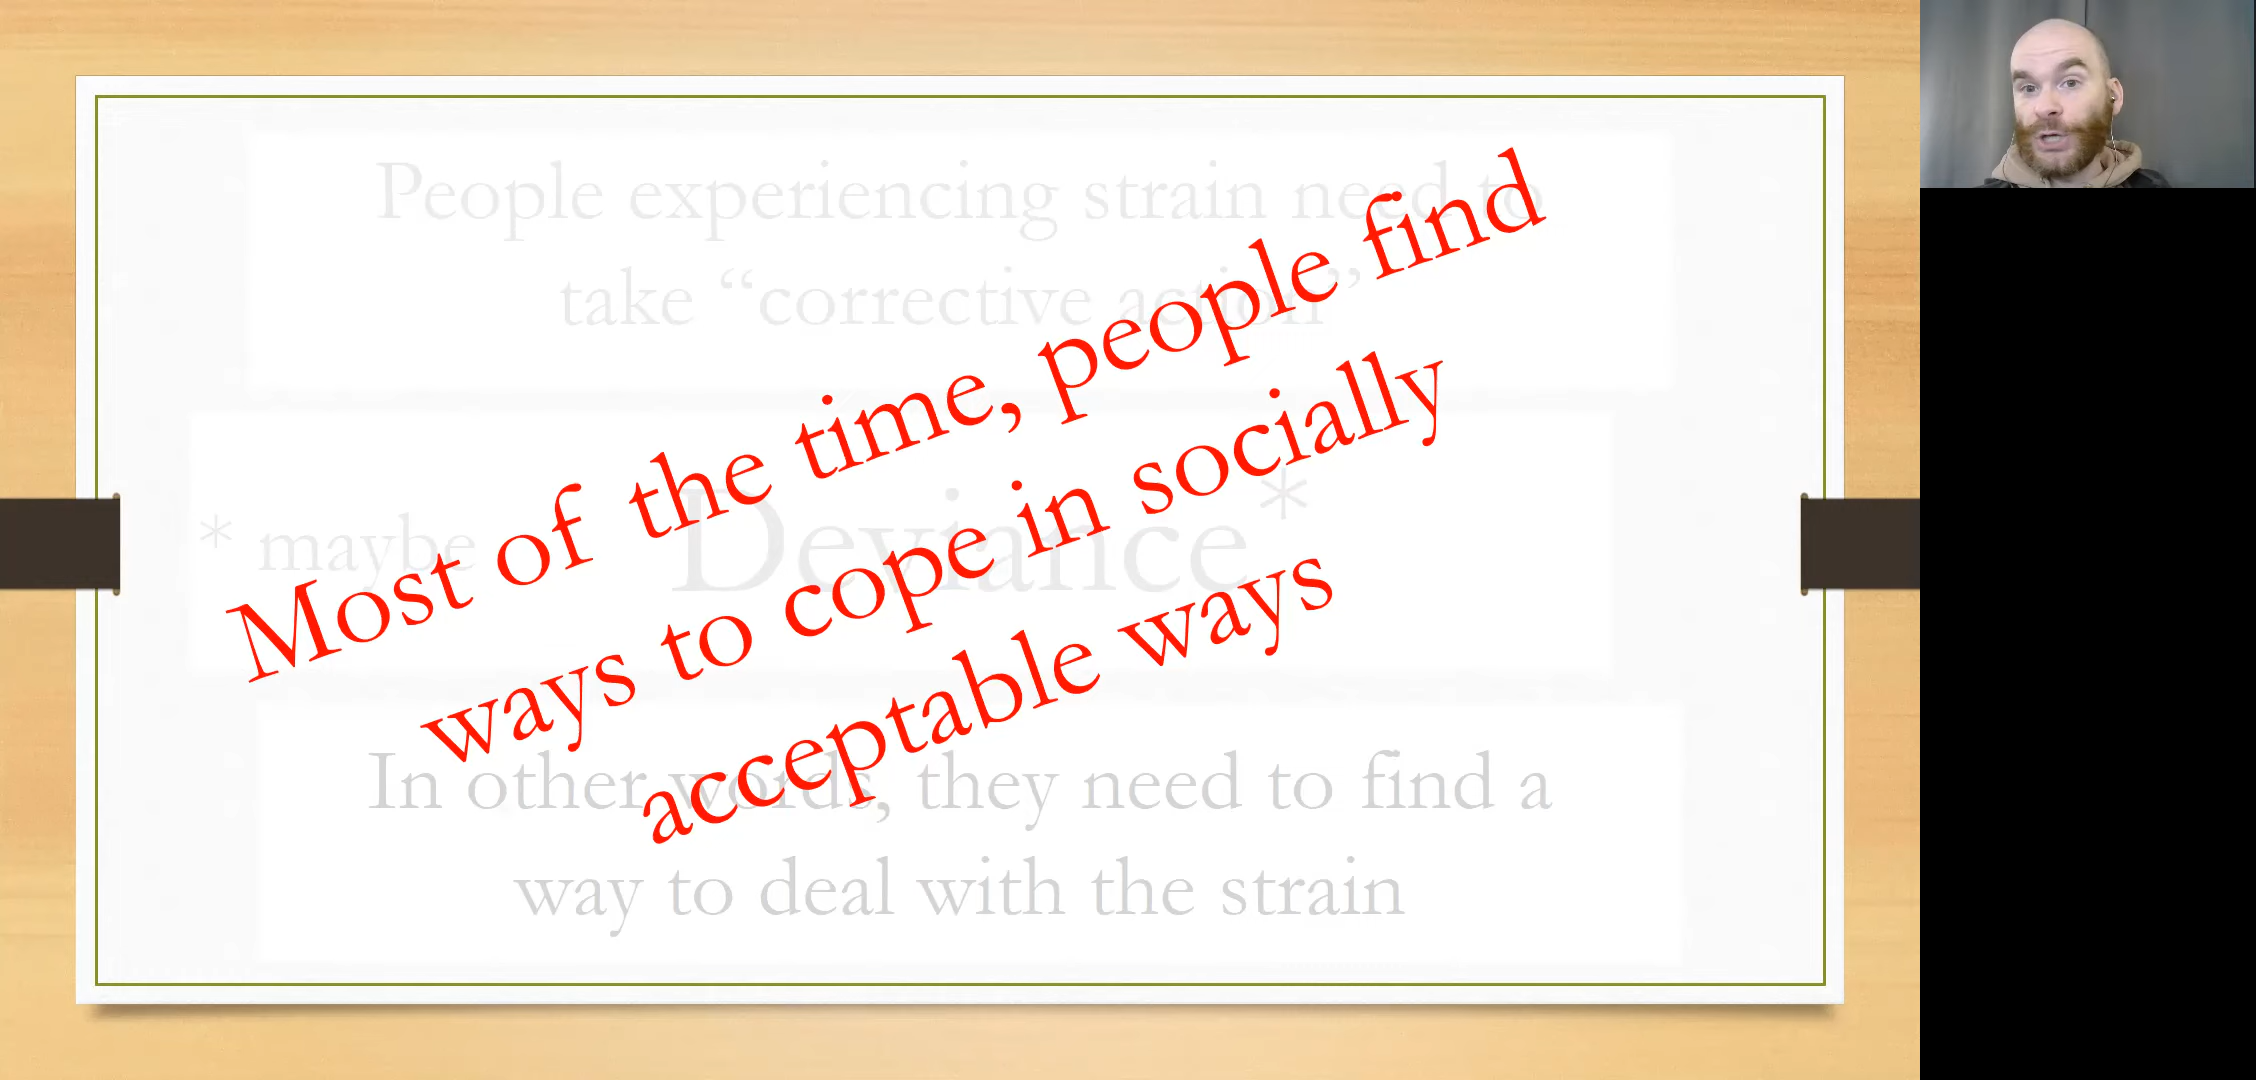 People experiencing strain need to
take “corrective action”
* maybe
Deviance*
In other words, they need to find a
way to deal with the strain
Most of the time, people find
ways to cope in socially
acceptable ways